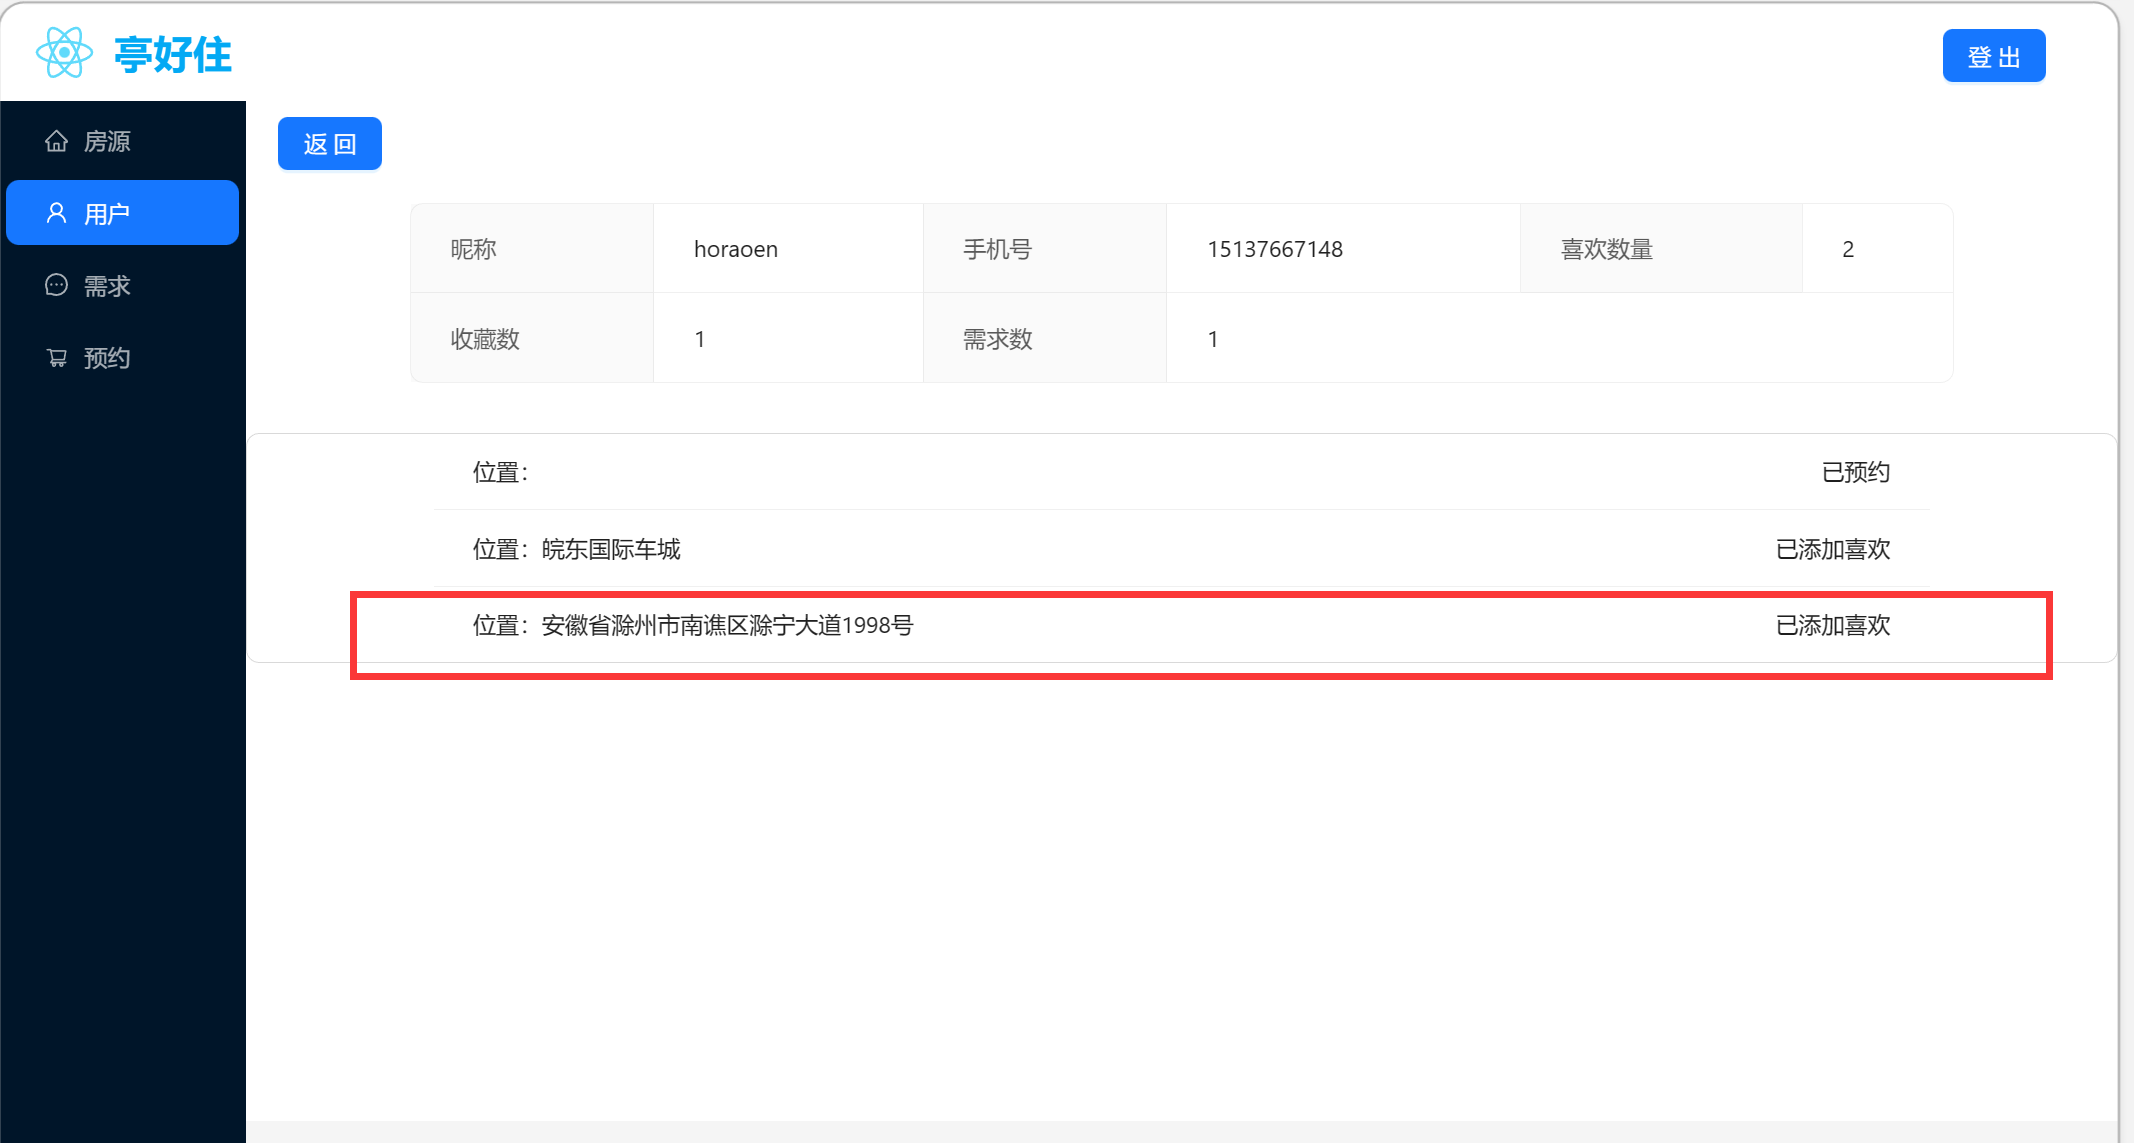 亭好住
登 出
房源
用户
需求
预约
返 回
昵称 horaoen 手机号 15137667148 喜欢数量 2
收藏数 1 需求数 1
位置： 已预约
位置：皖东国际车城 已添加喜欢
位置：安徽省滁州市南谯区滁宁大道1998号 已添加喜欢